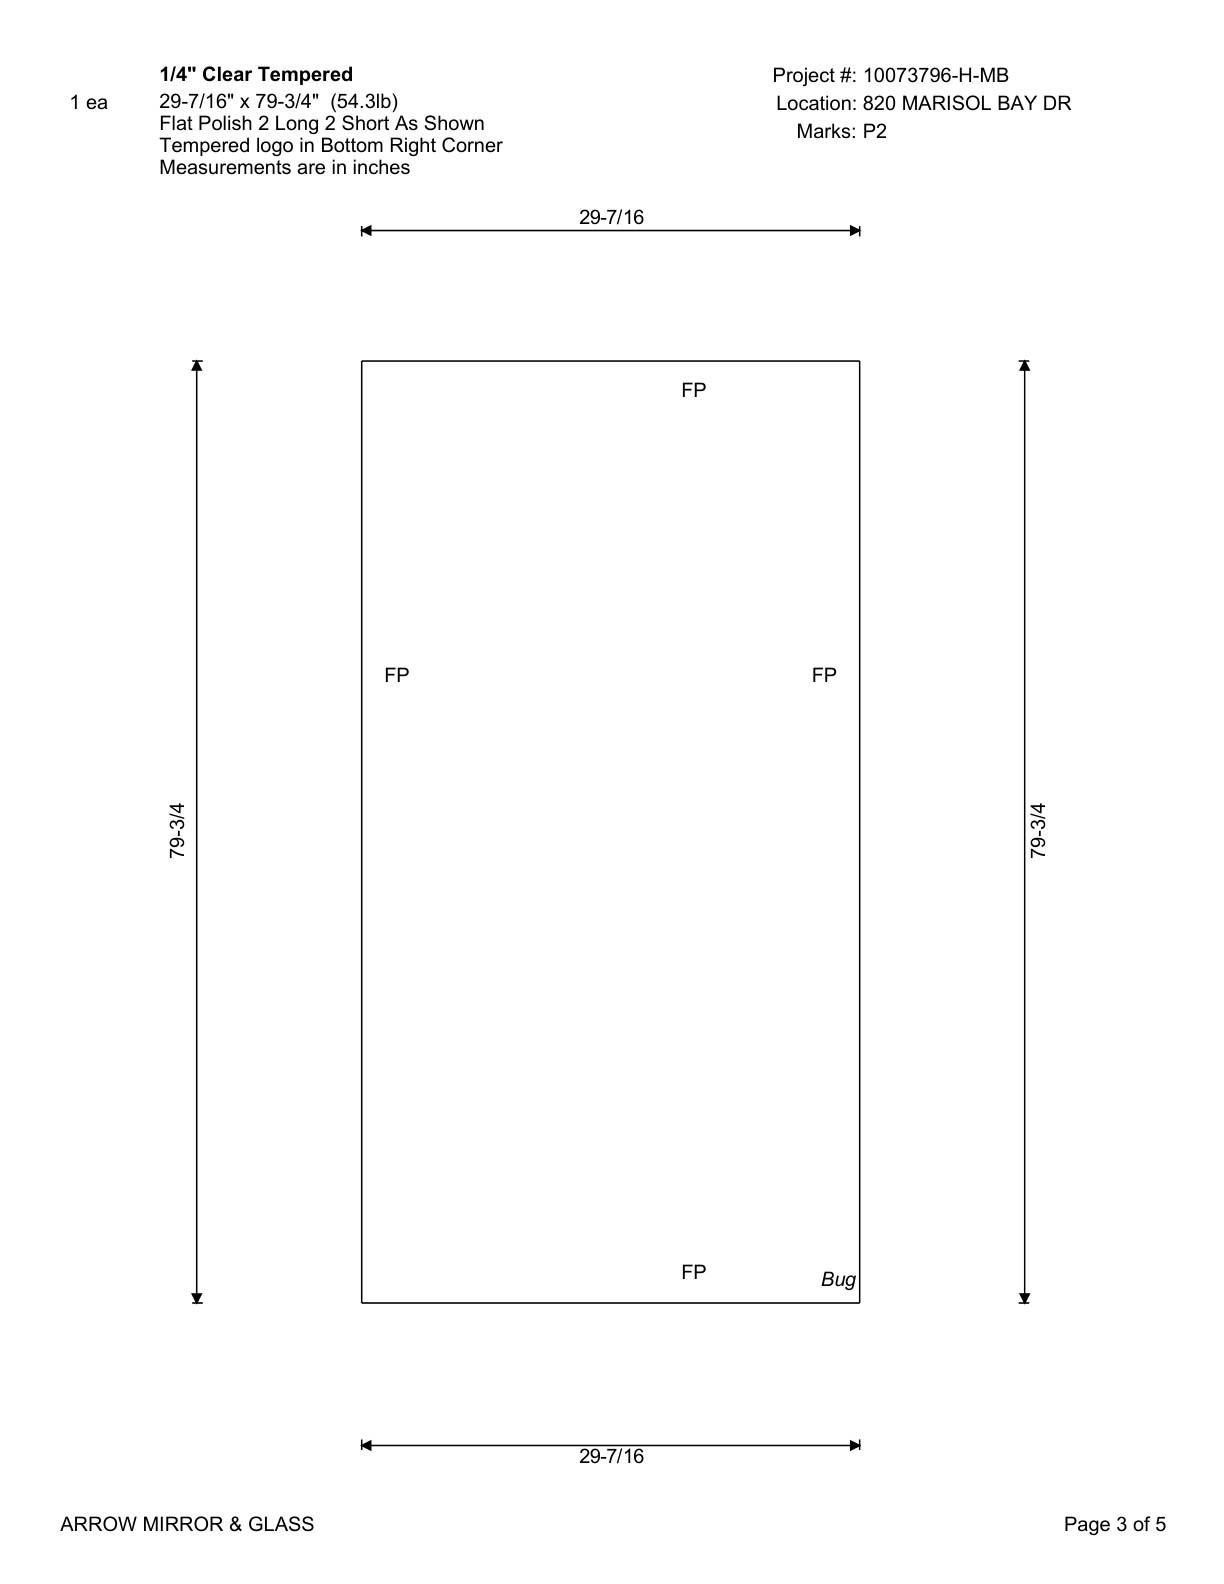 1/4" Clear Tempered
1 ea
29-7/16" x 79-3/4" (54.3lb)
Flat Polish 2 Long 2 Short As Shown
Tempered logo in Bottom Right Corner
Measurements are in inches
Project #: 10073796-H-MB
Location: 820 MARISOL BAY DR
Marks: P2
29-7/16
FP
FP
FP
79-3/4
79-3/4
FP
Bug
29-7/16
ARROW MIRROR & GLASS
Page 3 of 5